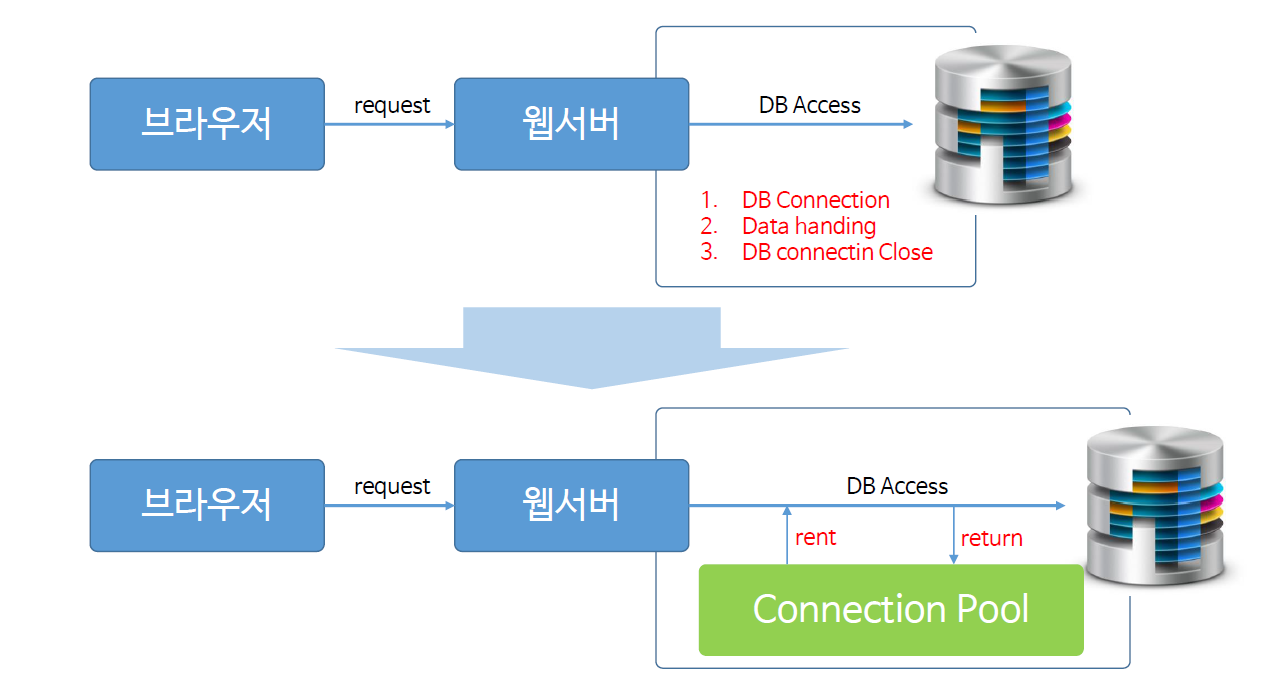 브라우저
request
웹서버
DB Access
1. DB Connection
2. Data handing
3. DB connectin Close
브라우저
request
웹서버
DB Access
rent
return
Connection Pool